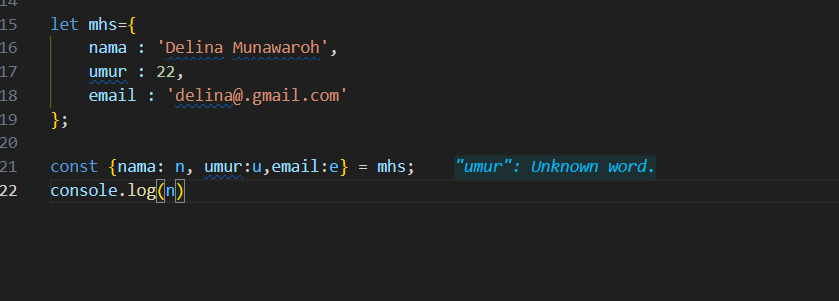 14
15 let mhs={
16 nama : 'Delina Munawaroh',
17 umur : 22,
18 email : 'delina@.gmail.com'
19 };
20
21 const {nama: n, umur:u,email:e} = mhs; "umur": Unknown word.
22 console.log(n)